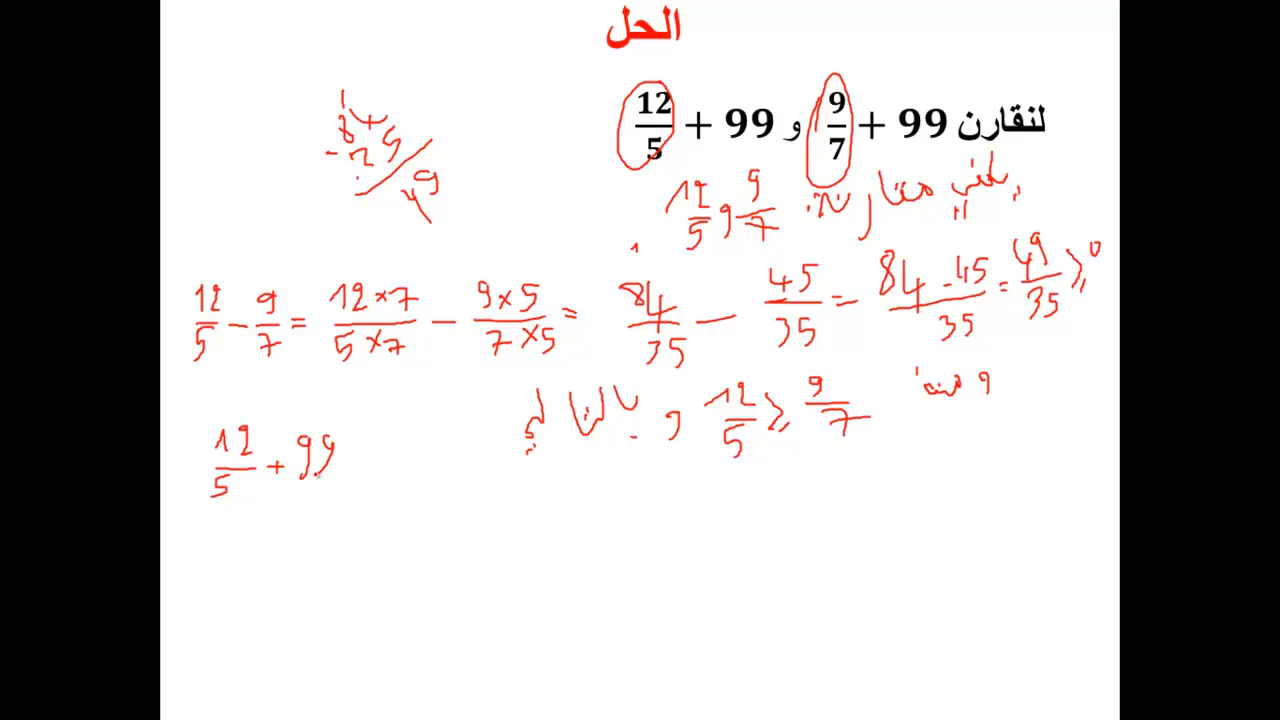 الحل
لنقارن 99 + 9/7 و 99 + 12/5
يكفي مقارنة 9/7 و 12/5
12/5 - 9/7 = 12×7/5×7 - 9×5/7×5 = 84/35 - 45/35 = 84-45/35 = 49/35 ⩾ 0
و منه 12/5 ⩾ 9/7 و بالتالي
12/5 + 99